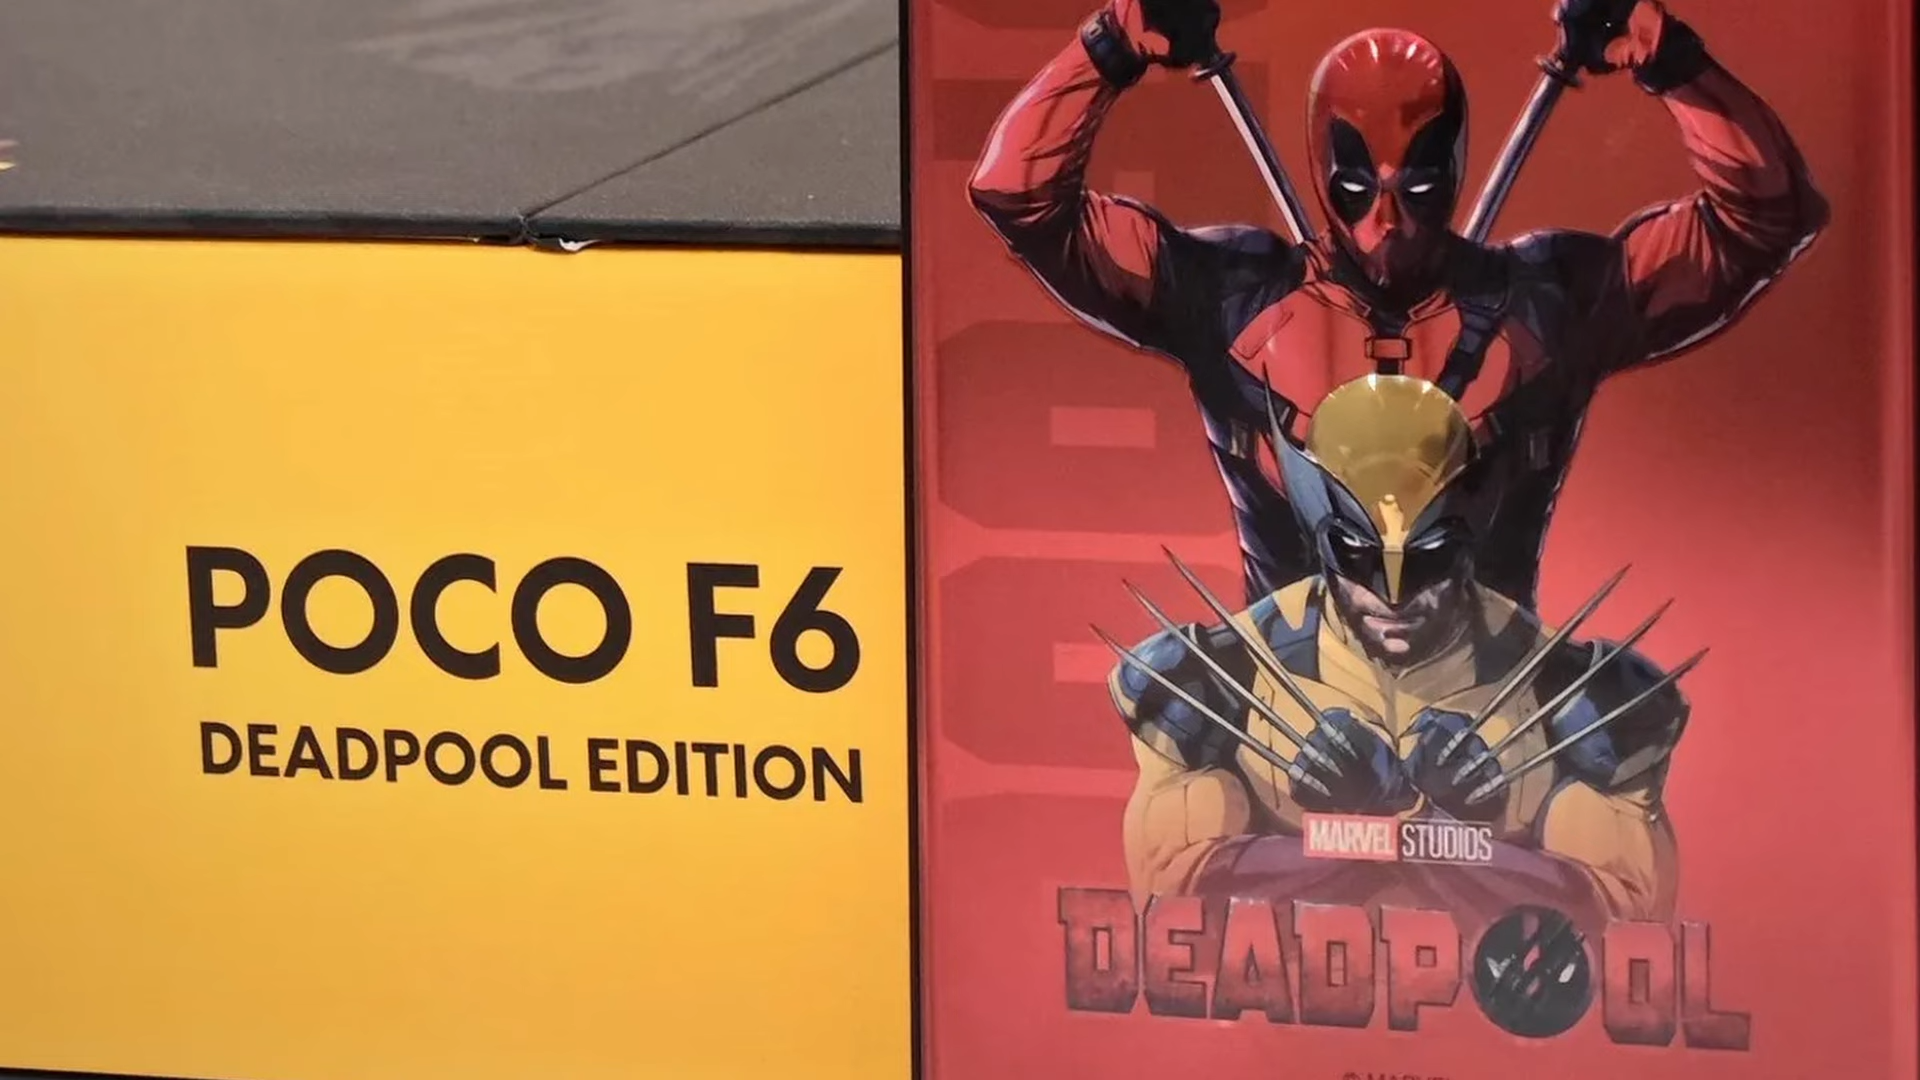 POCO F6
DEADPOOL EDITION
MARVEL STUDIOS
DEADPOOL